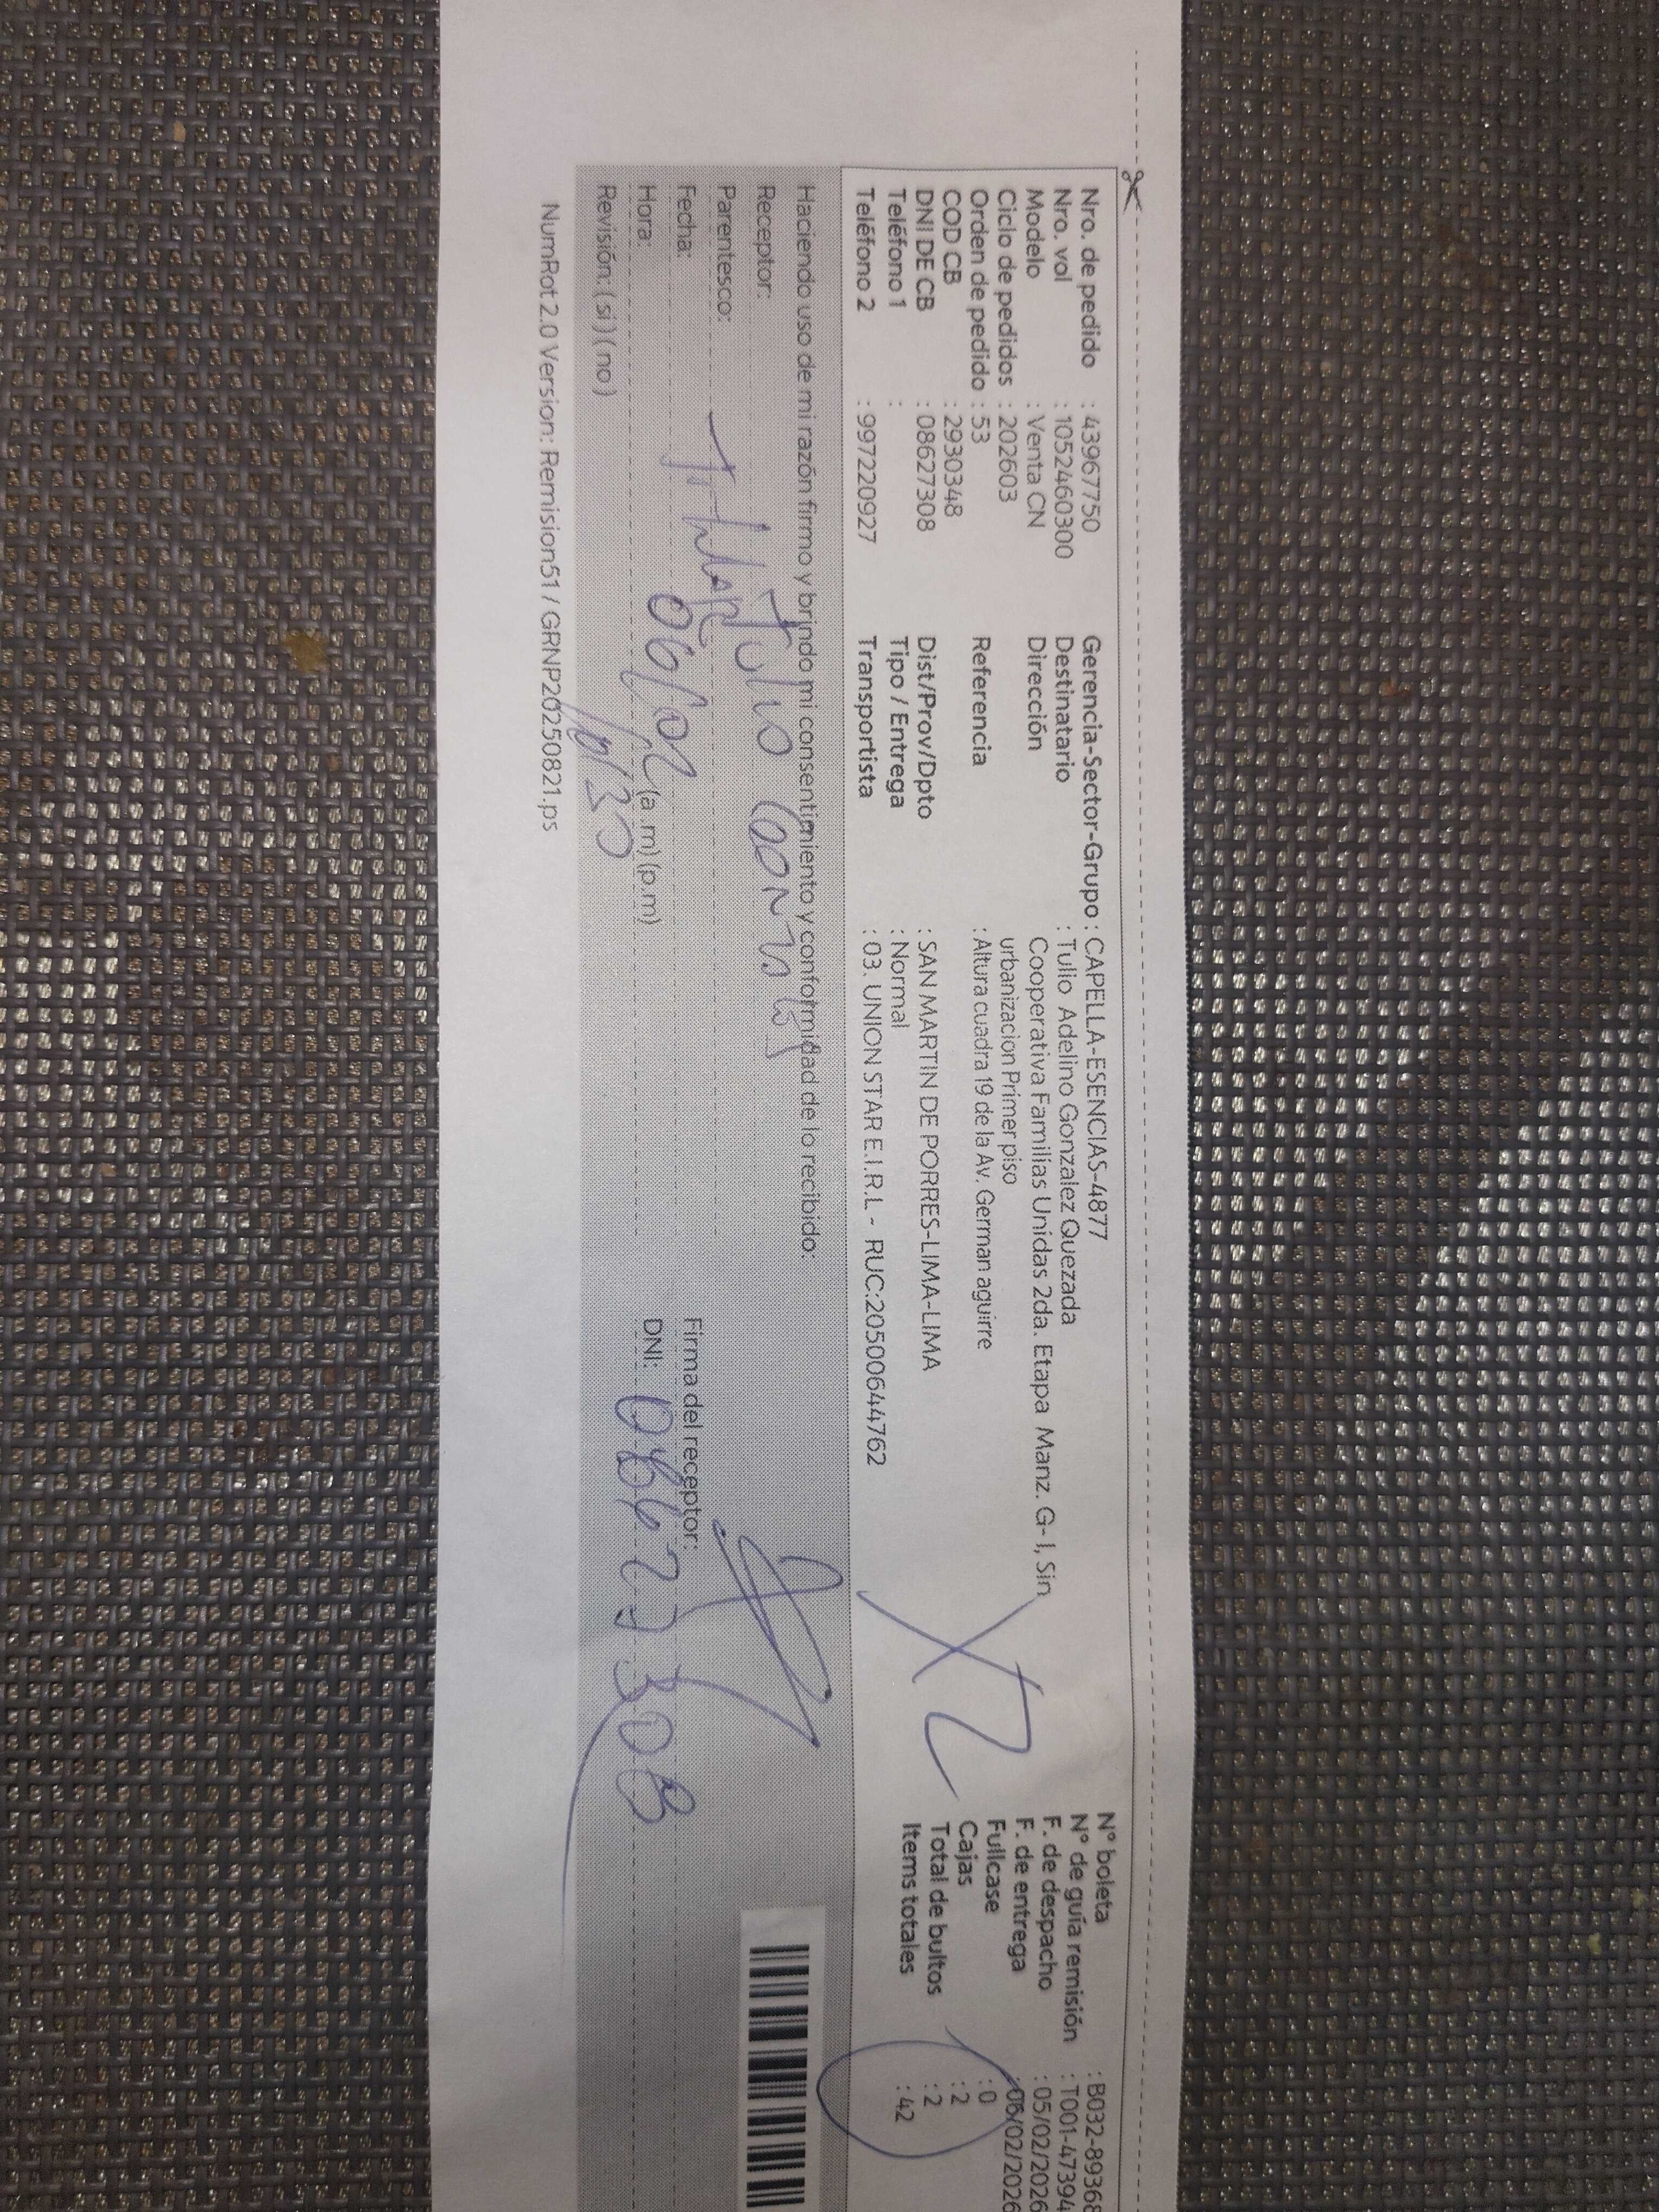 Nro. de pedido : 43967750
Nro. vol : 1052460300
Modelo : Venta CN
Ciclo de pedidos : 202603
Orden de pedido : 53
COD CB : 2930348
DNI DE CB : 08627308
Teléfono 1 :
Teléfono 2 : 997220927
Gerencia-Sector-Grupo : CAPELLA-ESENCIAS-4877
Destinatario : Tulio Adelino Gonzalez Quezada
Dirección Cooperativa Familias Unidas 2da. Etapa Manz. G- I, Sin
urbanizacion Primer piso
Referencia : Altura cuadra 19 de la Av. German aguirre
Dist/Prov/Dpto : SAN MARTIN DE PORRES-LIMA-LIMA
Tipo / Entrega : Normal
Transportista : 03. UNION STAR E.I.R.L - RUC:20500644762
N° boleta : B032-89368
N° de guía remisión : T001-47394
F. de despacho : 05/02/2026
F. de entrega : 06/02/2026
Fullcase : 0
Cajas : 2
Total de bultos : 2
Items totales : 42
Haciendo uso de mi razón firmo y brindo mi consentimiento y conformidad de lo recibido:
Receptor: Tulio
Parentesco:
Fecha: 06/02
Hora: (a.m) (p.m)
Revisión: ( si ) ( no ) 10/30
Firma del receptor:
DNI: 08627308
NumRot 2.0 Version: Remision51 / GRNP20250821.ps